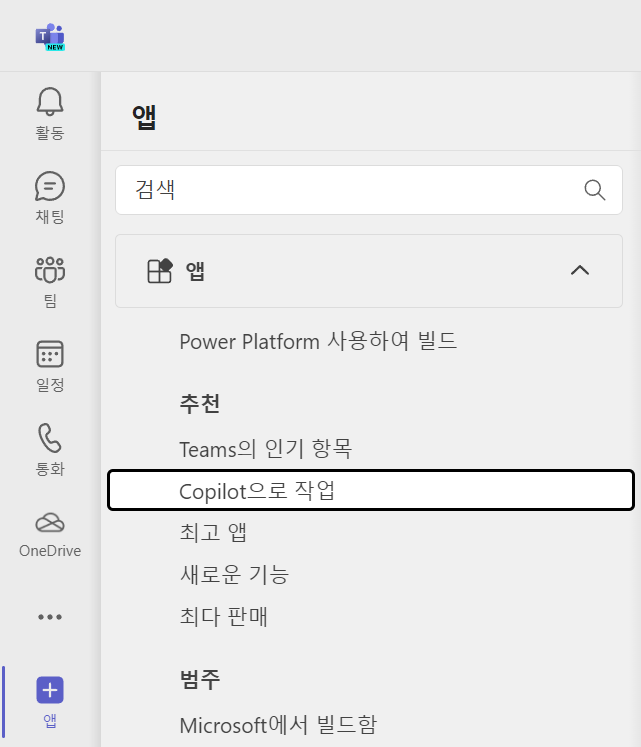 T
NEW
활동
채팅
팀
일정
통화
OneDrive
앱
앱
검색
앱
Power Platform 사용하여 빌드
추천
Teams의 인기 항목
Copilot으로 작업
최고 앱
새로운 기능
최다 판매
범주
Microsoft에서 빌드함